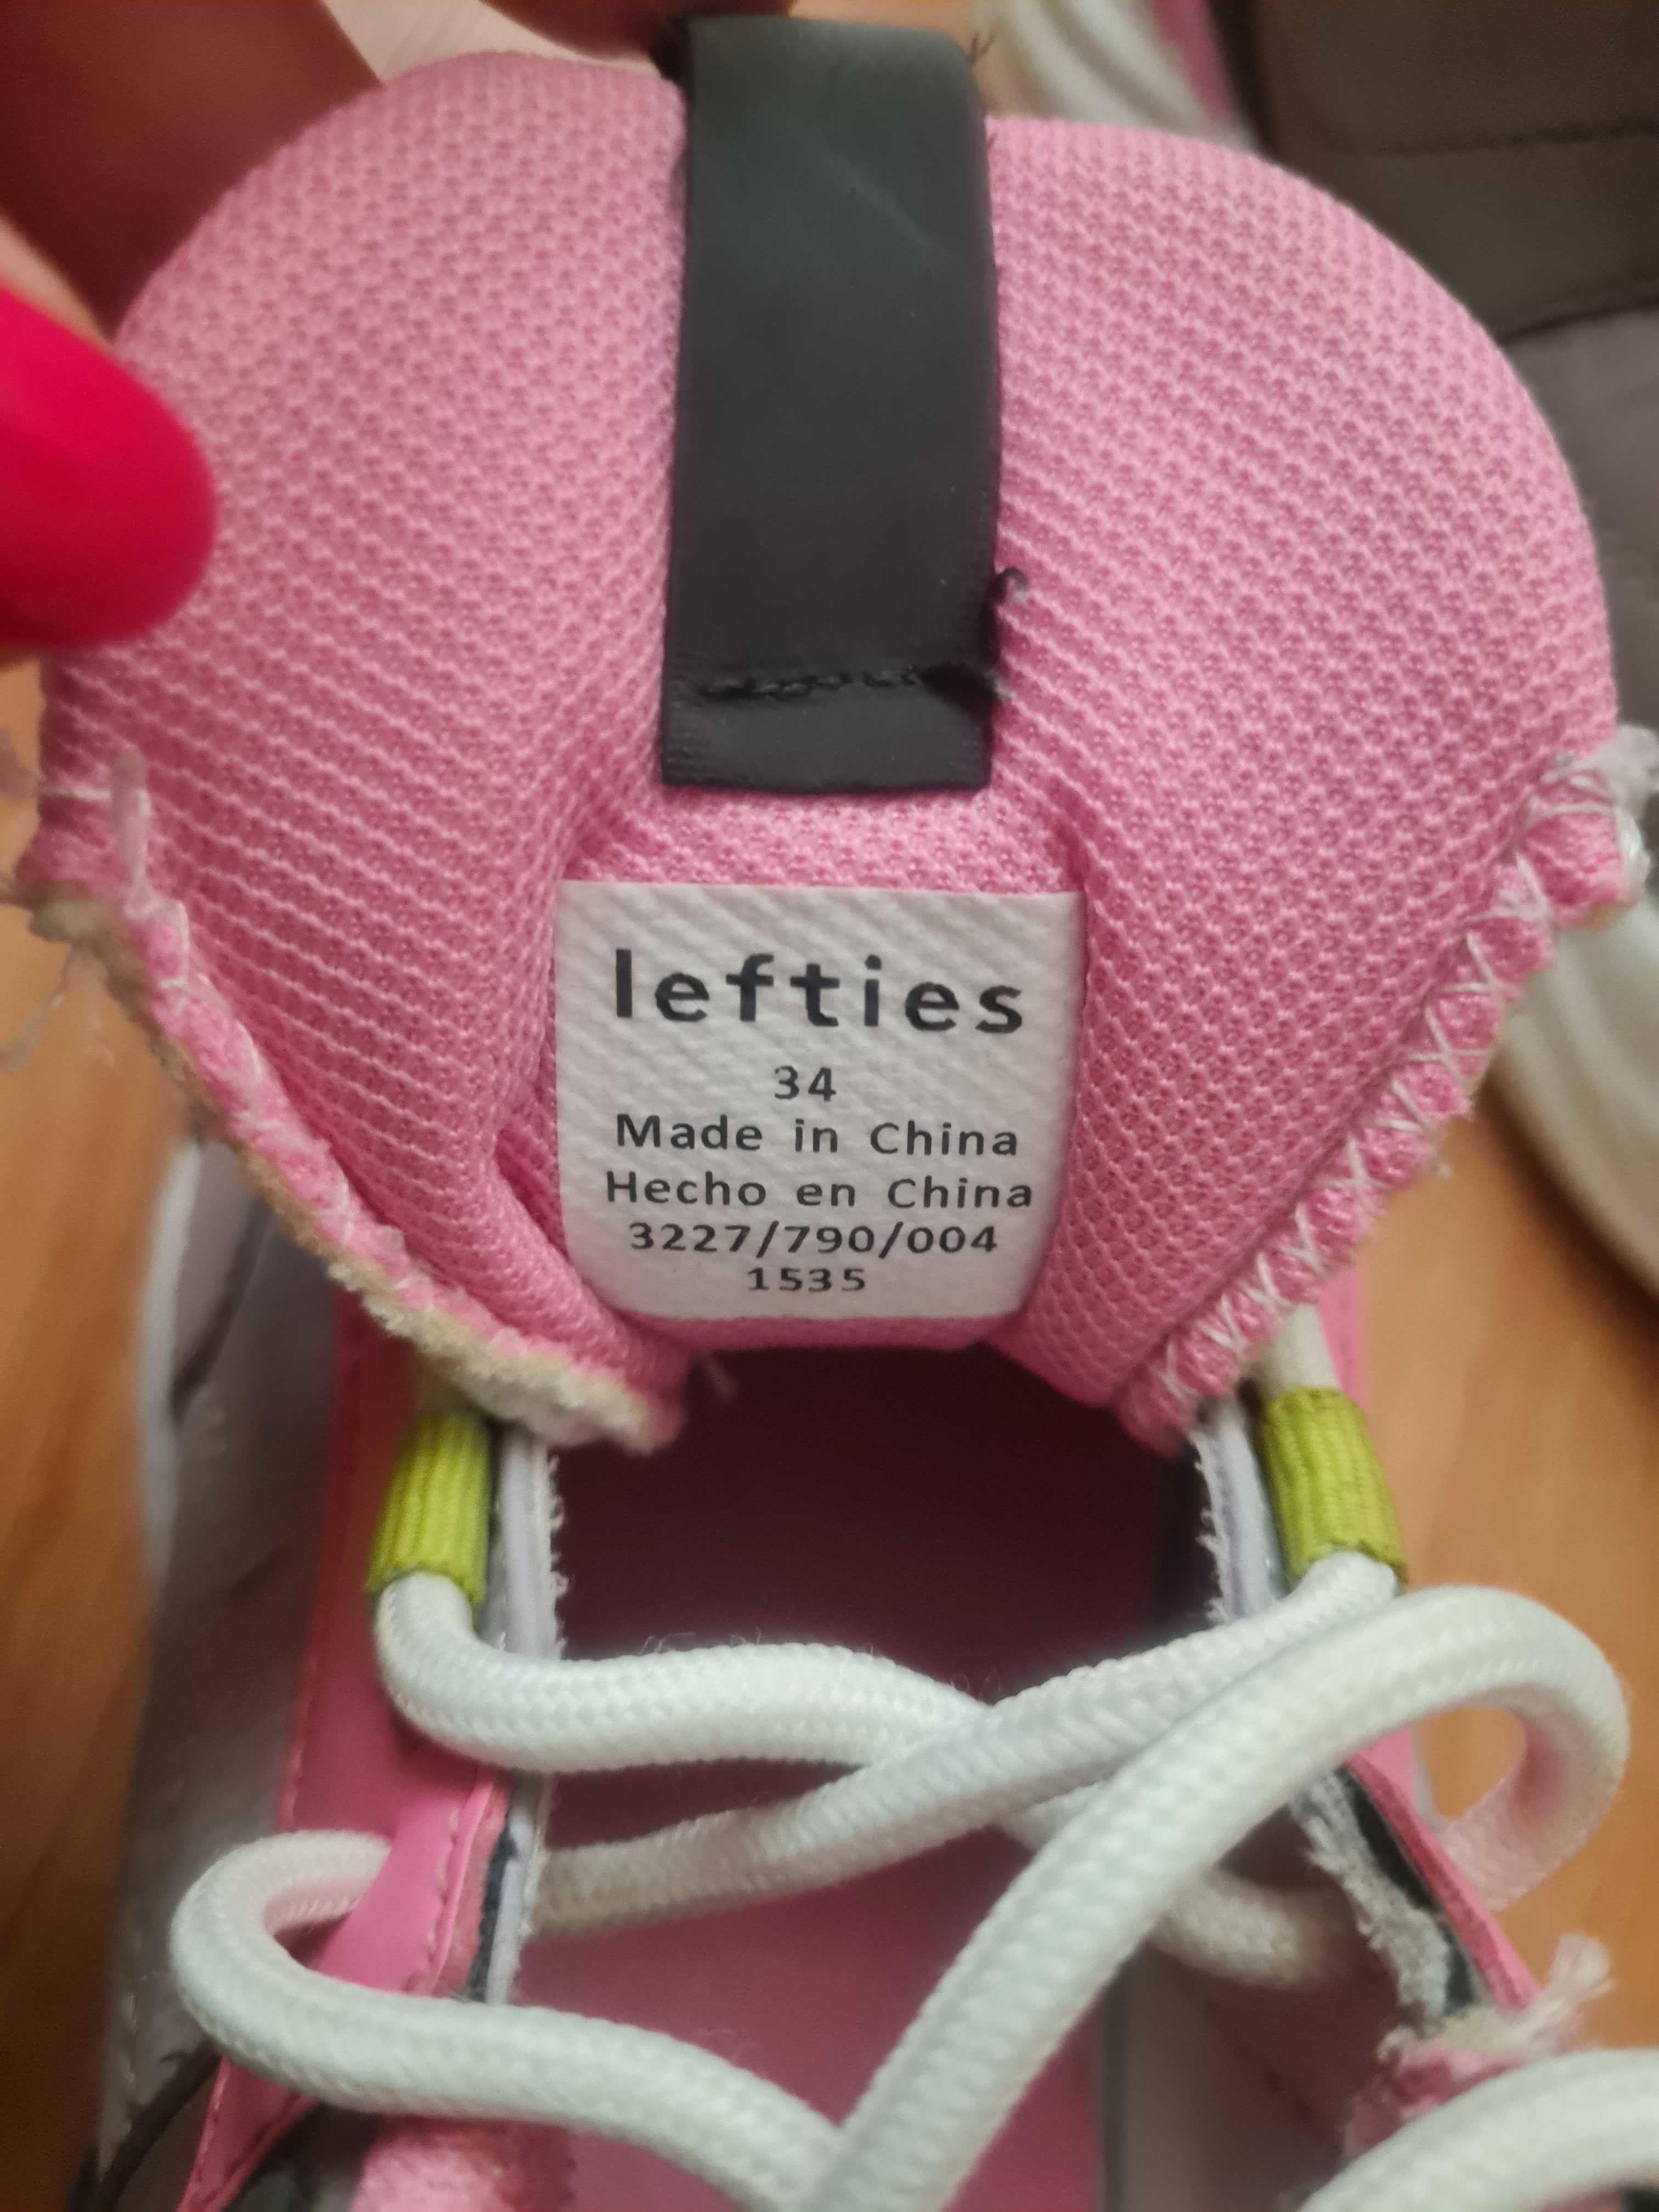 lefties
34
Made in China
Hecho en China
3227/790/004
1535